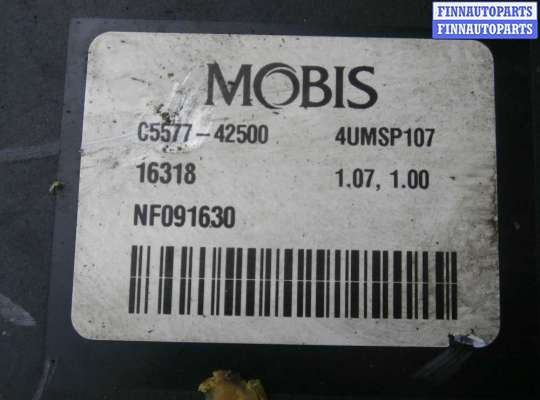 FINNAUTOPARTS
FINNAUTOPARTS
MOBIS
C5577-42500 4UMSP107
16318 1.07, 1.00
NF091630